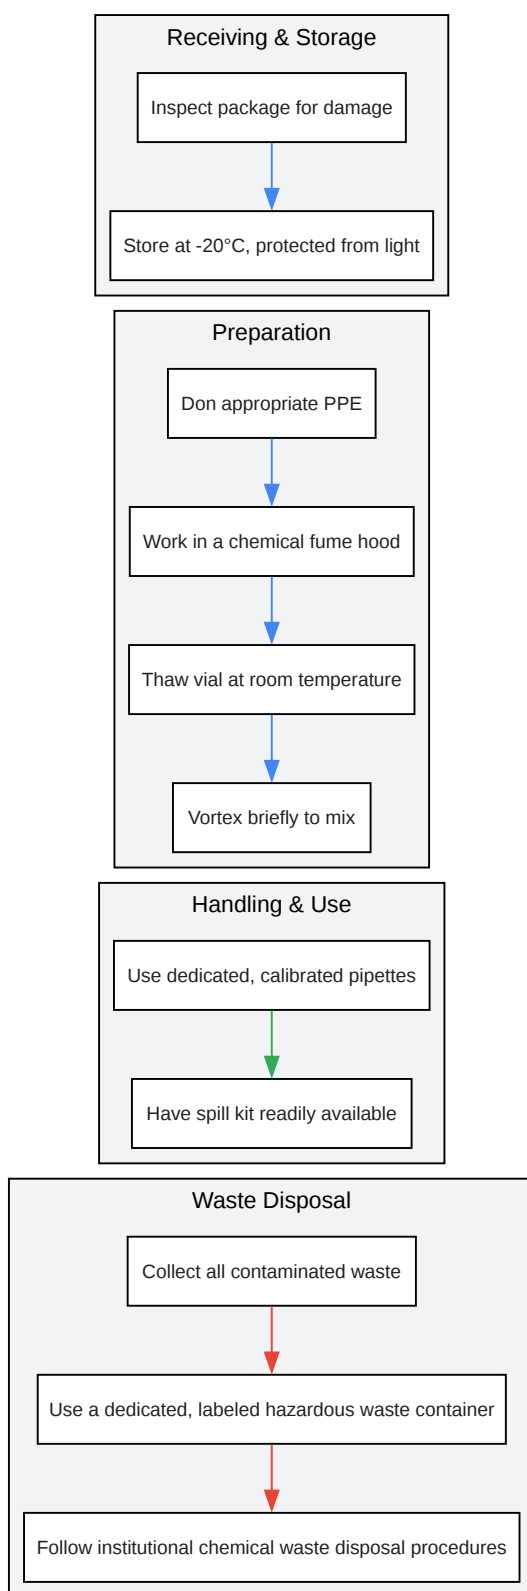 Receiving & Storage
Inspect package for damage
Store at -20°C, protected from light
Preparation
Don appropriate PPE
Work in a chemical fume hood
Thaw vial at room temperature
Vortex briefly to mix
Handling & Use
Use dedicated, calibrated pipettes
Have spill kit readily available
Waste Disposal
Collect all contaminated waste
Use a dedicated, labeled hazardous waste container
Follow institutional chemical waste disposal procedures